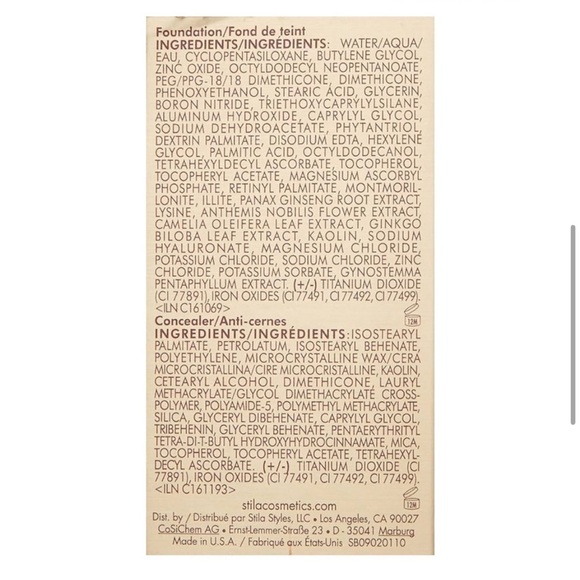 Foundation/Fond de teint
INGREDIENTS/INGRÉDIENTS: WATER/AQUA/
EAU, CYCLOPENTASILOXANE, BUTYLENE GLYCOL,
ZINC OXIDE, OCTYLDODECYL NEOPENTANOATE,
PEG/PPG-18/18 DIMETHICONE, DIMETHICONE,
PHENOXYETHANOL, STEARIC ACID, GLYCERIN,
BORON NITRIDE, TRIETHOXYCAPRYLYLSILANE,
ALUMINUM HYDROXIDE, CAPRYLYL GLYCOL,
SODIUM DEHYDROACETATE, PHYTANTRIOL,
DEXTRIN PALMITATE, DISODIUM EDTA, HEXYLENE
GLYCOL, PALMITIC ACID, OCTYLDODECANOL,
TETRAHEXYLDECYL ASCORBATE, TOCOPHEROL,
TOCOPHERYL ACETATE, MAGNESIUM ASCORBYL
PHOSPHATE, RETINYL PALMITATE, MONTMORIL-
LONITE, ILLITE, PANAX GINSENG ROOT EXTRACT,
LYSINE, ANTHEMIS NOBILIS FLOWER EXTRACT,
CAMELLIA OLEIFERA LEAF EXTRACT, GINKGO
BILOBA LEAF EXTRACT, KAOLIN, SODIUM
HYALURONATE, MAGNESIUM CHLORIDE,
POTASSIUM CHLORIDE, SODIUM CHLORIDE, ZINC
CHLORIDE, POTASSIUM SORBATE, GYNOSTEMMA
PENTAPHYLLUM EXTRACT. (+/-) TITANIUM DIOXIDE
(CI 77891), IRON OXIDES (CI 77491, CI 77492, CI 77499).
<ILN C161069>
12M
Concealer/Anti-cernes
INGREDIENTS/INGRÉDIENTS: ISOSTEARYL
PALMITATE, PETROLATUM, ISOSTEARYL BEHENATE,
POLYETHYLENE, MICROCRYSTALLINE WAX/CERA
MICROCRISTALLINA/CIRE MICROCRISTALLINE, KAOLIN,
CETEARYL ALCOHOL, DIMETHICONE, LAURYL
METHACRYLATE/GLYCOL DIMETHACRYLATE CROSS-
POLYMER, POLYAMIDE-5, POLYMETHYL METHACRYLATE,
SILICA, GLYCERYL DIBEHENATE, CAPRYLYL GLYCOL,
TRIBEHENIN, GLYCERYL BEHENATE, PENTAERYTHRITYL
TETRA-DI-T-BUTYL HYDROXYHYDROCINNAMATE, MICA,
TOCOPHEROL, TOCOPHERYL ACETATE, TETRAHEXYL-
DECYL ASCORBATE. (+/-) TITANIUM DIOXIDE (CI
77891), IRON OXIDES (CI 77491, CI 77492, CI 77499).
<ILN C161193>
12M
stilacosmetics.com
Dist. by / Distribué par Stila Styles, LLC • Los Angeles, CA 90027
CoSiChem AG • Ernst-Lemmer-Straße 23 • D - 35041 Marburg
Made in U.S.A. / Fabriqué aux États-Unis SB09020110